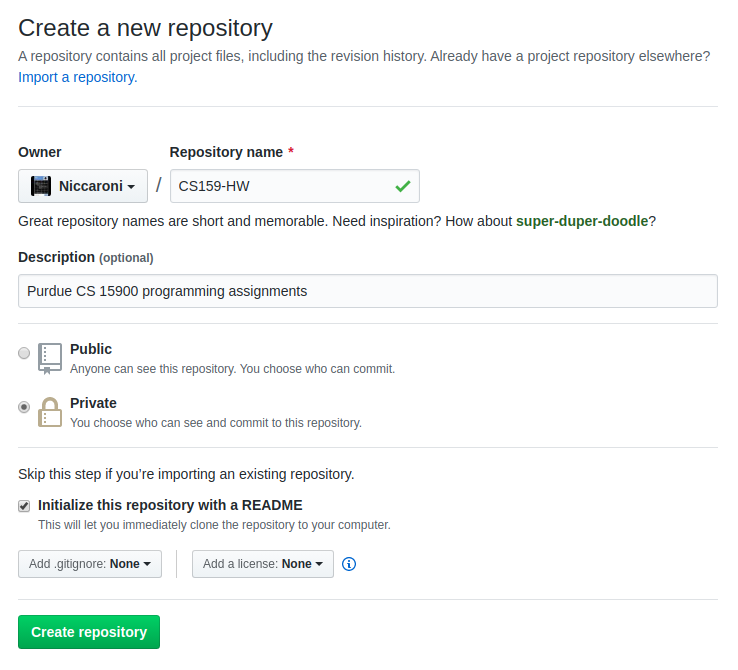 Create a new repository
A repository contains all project files, including the revision history. Already have a project repository elsewhere?
Import a repository.
Owner
Repository name *
Niccaroni
/
CS159-HW
Great repository names are short and memorable. Need inspiration? How about super-duper-doodle?
Description (optional)
Purdue CS 15900 programming assignments
Public
Anyone can see this repository. You choose who can commit.
Private
You choose who can see and commit to this repository.
Skip this step if you’re importing an existing repository.
Initialize this repository with a README
This will let you immediately clone the repository to your computer.
Add .gitignore: None
Add a license: None
Create repository